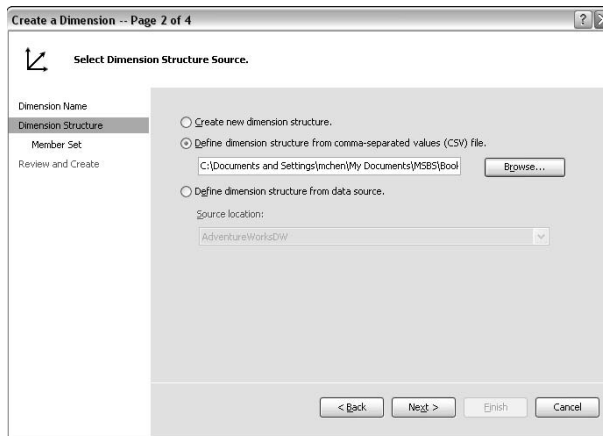 Create a Dimension -- Page 2 of 4
Select Dimension Structure Source.
Dimension Name
Dimension Structure
Member Set
Review and Create
Create new dimension structure.
Define dimension structure from comma-separated values (CSV) file.
C:\Documents and Settings\mchen\My Documents\MSBS\Bool
Browse...
Define dimension structure from data source.
Source location:
AdventureWorksDW
< Back
Next >
Finish
Cancel